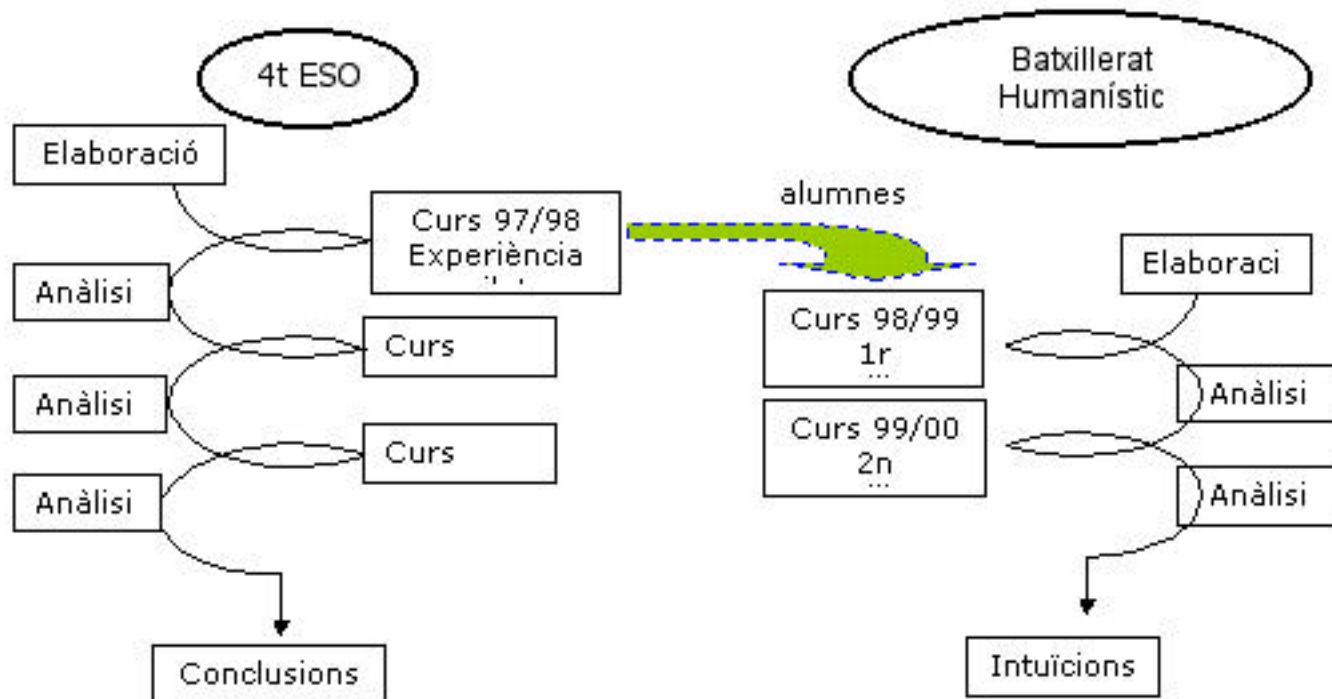 4t ESO
Batxillerat
Humanístic
Elaboració
Curs 97/98
Experiència
alumnes
Elaboraci
Anàlisi
Curs
Curs 98/99
1r
Anàlisi
Anàlisi
Curs
Curs 99/00
2n
Anàlisi
Anàlisi
Conclusions
Intuïcions